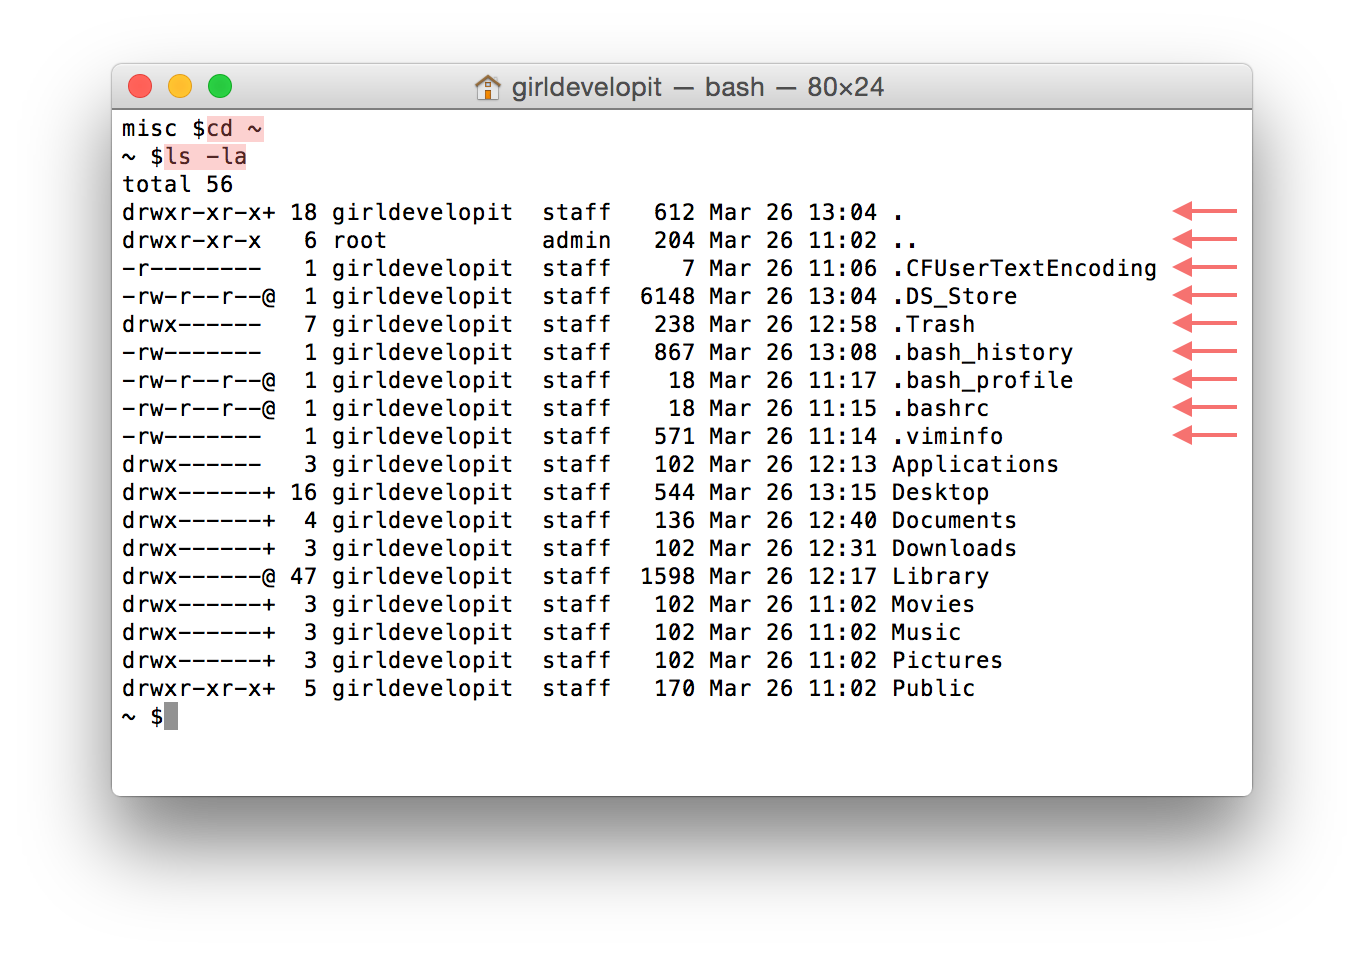 girldevelopit — bash — 80×24
misc $cd ~
~ $ls -la
total 56
drwxr-xr-x+ 18 girldevelopit  staff   612 Mar 26 13:04 .
drwxr-xr-x   6 root           admin   204 Mar 26 11:02 ..
-r--------   1 girldevelopit  staff     7 Mar 26 11:06 .CFUserTextEncoding
-rw-r--r--@  1 girldevelopit  staff  6148 Mar 26 13:04 .DS_Store
drwx------   7 girldevelopit  staff   238 Mar 26 12:58 .Trash
-rw-------   1 girldevelopit  staff   867 Mar 26 13:08 .bash_history
-rw-r--r--@  1 girldevelopit  staff    18 Mar 26 11:17 .bash_profile
-rw-r--r--@  1 girldevelopit  staff    18 Mar 26 11:15 .bashrc
-rw-------   1 girldevelopit  staff   571 Mar 26 11:14 .viminfo
drwx------   3 girldevelopit  staff   102 Mar 26 12:13 Applications
drwx------+ 16 girldevelopit  staff   544 Mar 26 13:15 Desktop
drwx------+  4 girldevelopit  staff   136 Mar 26 12:40 Documents
drwx------+  3 girldevelopit  staff   102 Mar 26 12:31 Downloads
drwx------@ 47 girldevelopit  staff  1598 Mar 26 12:17 Library
drwx------+  3 girldevelopit  staff   102 Mar 26 11:02 Movies
drwx------+  3 girldevelopit  staff   102 Mar 26 11:02 Music
drwx------+  3 girldevelopit  staff   102 Mar 26 11:02 Pictures
drwxr-xr-x+  5 girldevelopit  staff   170 Mar 26 11:02 Public
~ $